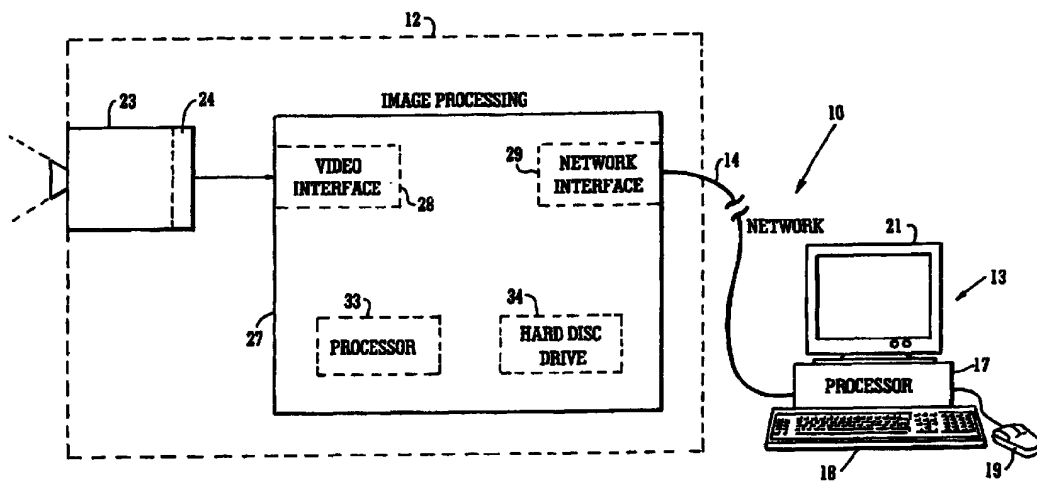 12
23
24
IMAGE PROCESSING
10
29
14
VIDEO
INTERFACE
28
NETWORK
INTERFACE
NETWORK
21
13
33
34
27
PROCESSOR
HARD DISC
DRIVE
17
PROCESSOR
18
19